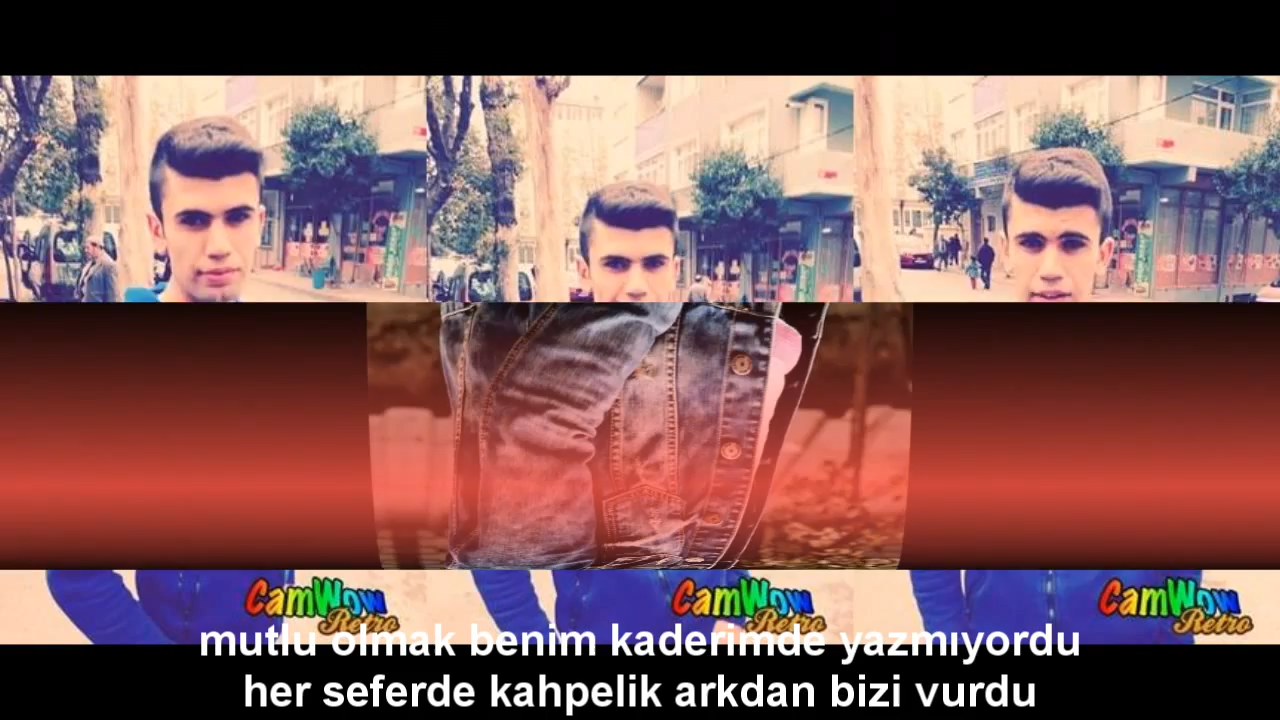 CamWow CamWow CamWow
Retro Retro Retro
mutlu olmak benim kaderimde yazmıyordu
her seferde kahpelik arkdan bizi vurdu